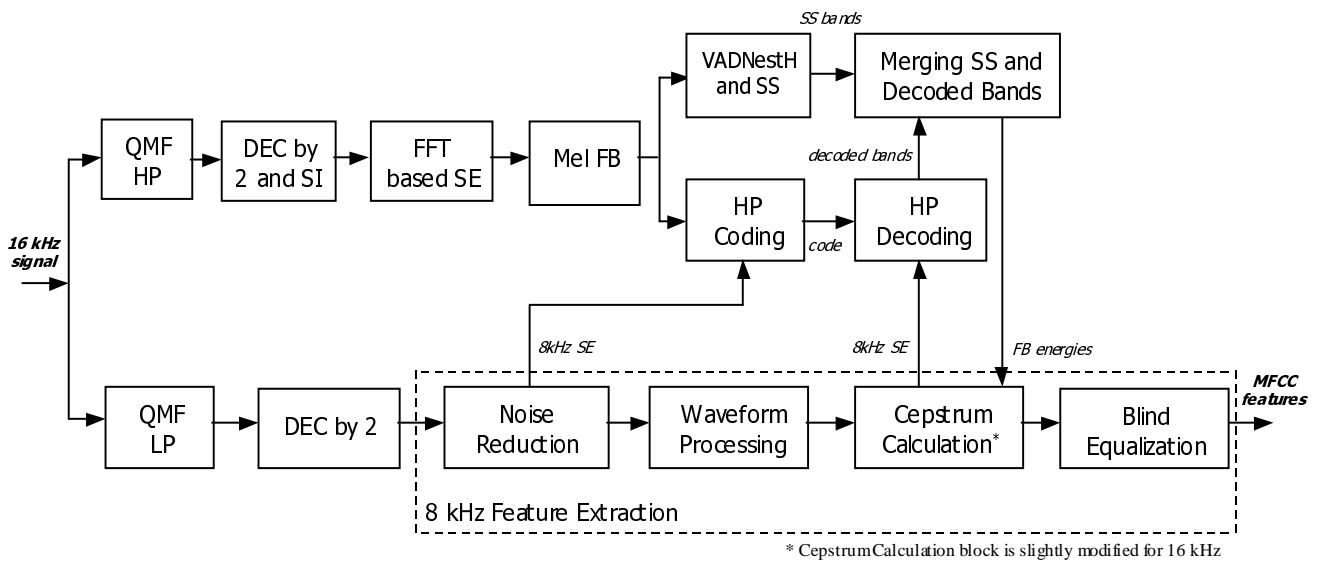 SS bands
VADNestH
and SS
Merging SS and
Decoded Bands
QMF
HP
DEC by
2 and SI
FFT
based SE
Mel FB
decoded bands
HP
Coding
code
HP
Decoding
16 kHz
signal
8kHz SE
8kHz SE
FB energies
MFCC
features
QMF
LP
DEC by 2
Noise
Reduction
Waveform
Processing
Cepstrum
Calculation*
Blind
Equalization
8 kHz Feature Extraction
* Cepstrum Calculation block is slightly modified for 16 kHz